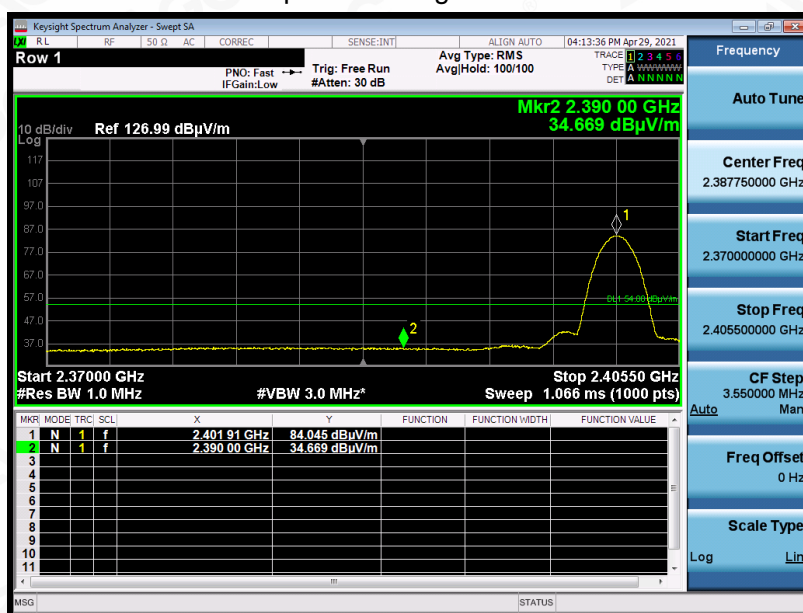 Keysight Spectrum Analyzer - Swept SA
LXI RL RF 50 Ω AC CORREC SENSE:INT ALIGN AUTO 04:13:36 PM Apr 29, 2021
Row 1
PNO: Fast
IFGain:Low
Trig: Free Run
#Atten: 30 dB
Avg Type: RMS
Avg|Hold: 100/100
TRACE 1 2 3 4 5 6
TYPE A WWWWW
DET A N N N N N
Frequency
Mkr2 2.390 00 GHz
34.669 dBµV/m
10 dB/div Ref 126.99 dBµV/m
Log
117
107
97.0
87.0
77.0
67.0
57.0
47.0
37.0
1
2
DL1 54.00 dBµV/m
Start 2.37000 GHz Stop 2.40550 GHz
#Res BW 1.0 MHz #VBW 3.0 MHz* Sweep 1.066 ms (1000 pts)
MKR MODE TRC SCL X Y FUNCTION FUNCTION WIDTH FUNCTION VALUE
1 N 1 f 2.401 91 GHz 84.045 dBµV/m
2 N 1 f 2.390 00 GHz 34.669 dBµV/m
3
4
5
6
7
8
9
10
11
MSG STATUS
Auto Tune
Center Freq
2.387750000 GHz
Start Freq
2.370000000 GHz
Stop Freq
2.405500000 GHz
CF Step
3.550000 MHz
Auto Man
Freq Offset
0 Hz
Scale Type
Log Lin